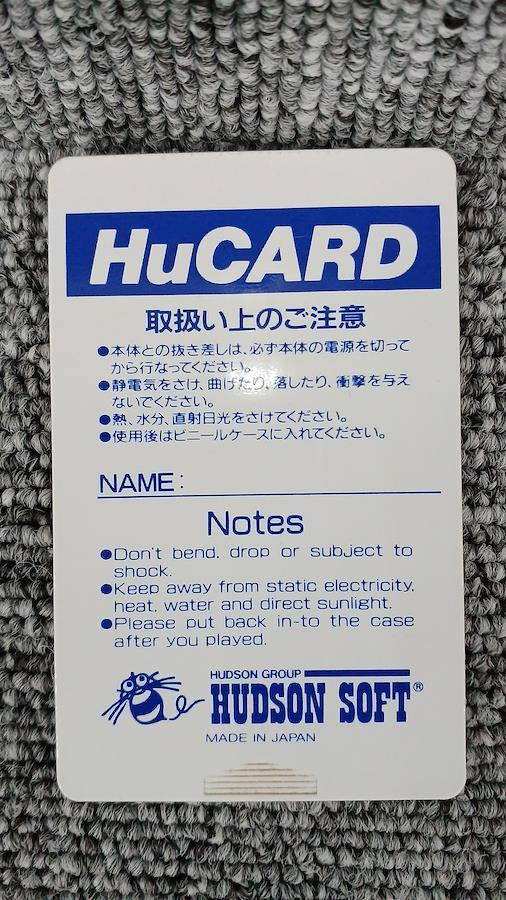 HuCARD
取扱い上のご注意
●本体との抜き差しは、必ず本体の電源を切って
から行なってください。
●静電気をさけ、曲げたり、落したり、衝撃を与え
ないでください。
●熱、水分、直射日光をさけてください。
●使用後はビニールケースに入れてください。
NAME:
Notes
●Don't bend, drop or subject to
shock.
●Keep away from static electricity,
heat, water and direct sunlight.
●Please put back in-to the case
after you played.
HUDSON GROUP
HUDSON SOFT®
MADE IN JAPAN